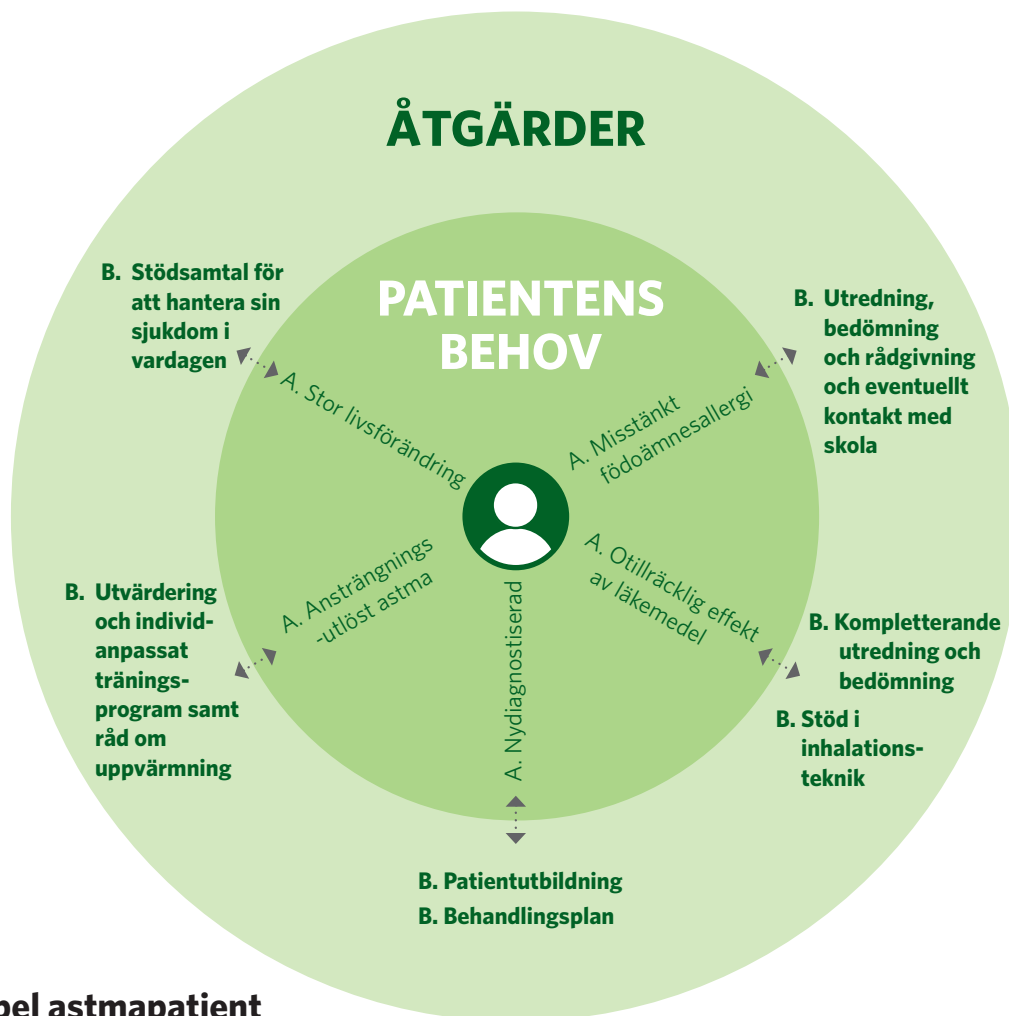 ÅTGÄRDER
PATIENTENS
BEHOV
B. Stödsamtal för
att hantera sin
sjukdom i
vardagen
A. Stor livsförändring
B. Utredning,
bedömning
och rådgivning
och eventuellt
kontakt med
skola
A. Misstänkt
födoämnesallergi
B. Utvärdering
och individ-
anpassat
tränings-
program samt
råd om
uppvärmning
A. Ansträngnings
-utlöst astma
A. Otillräcklig effekt
av läkemedel
B. Kompletterande
utredning och
bedömning
B. Stöd i
inhalations-
teknik
A. Nydiagnostiserad
B. Patientutbildning
B. Behandlingsplan
astmapatient